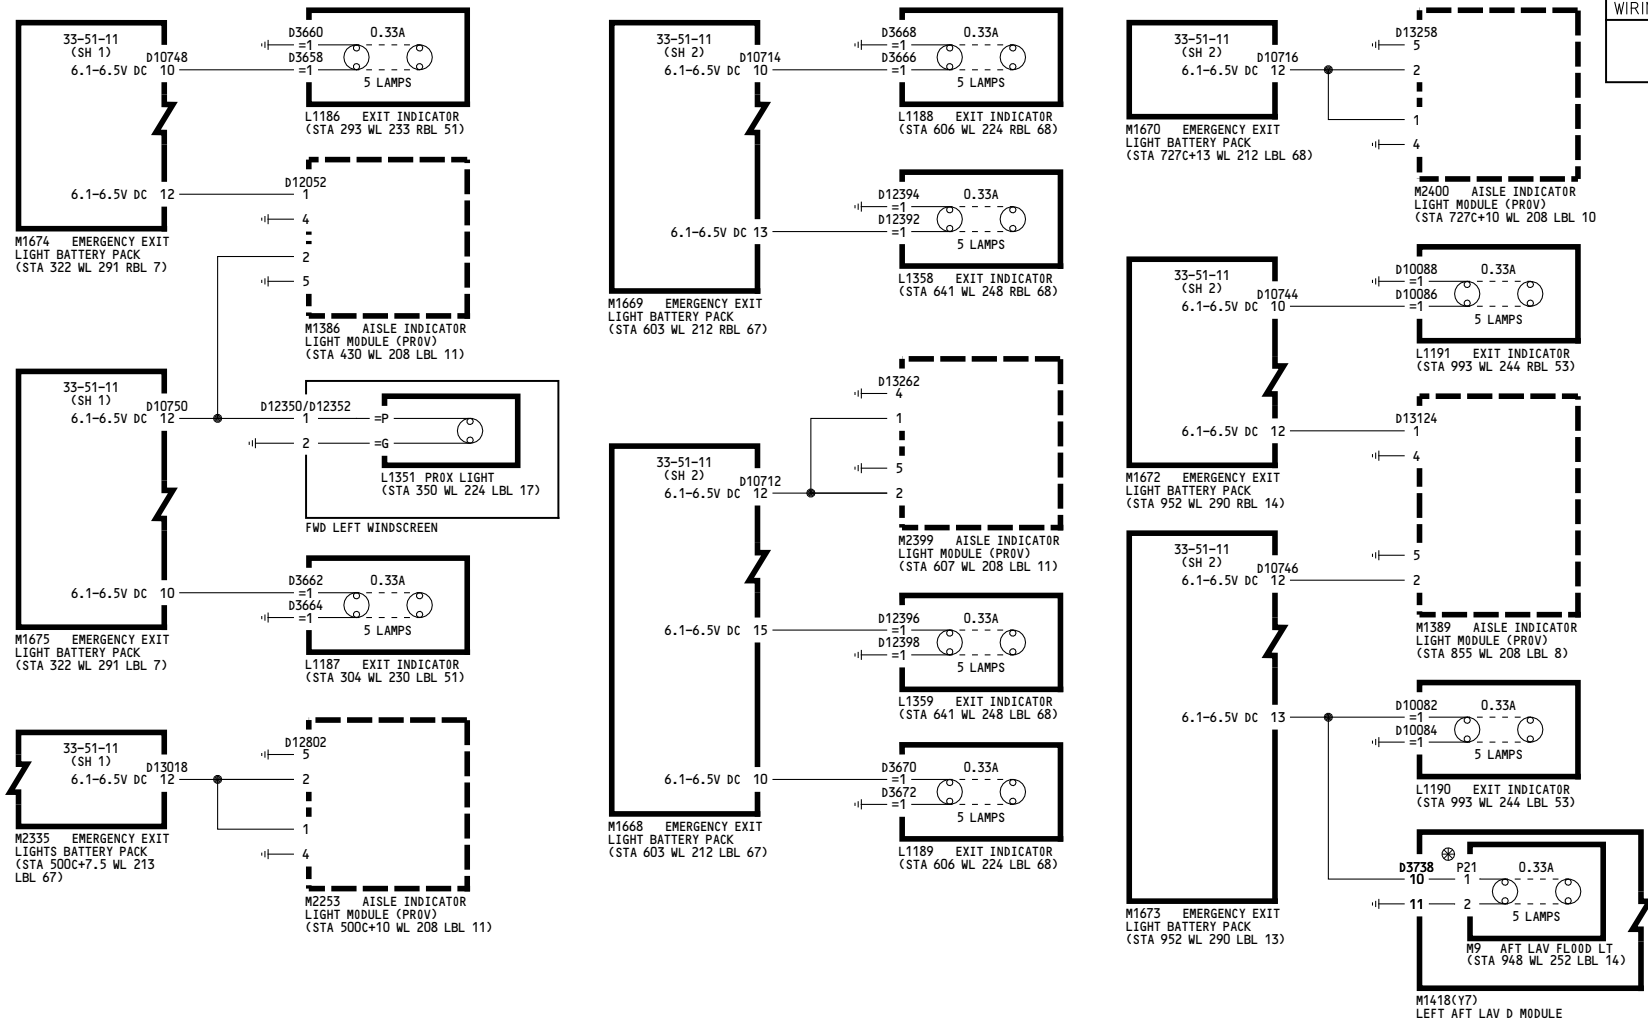 33-51-11
(SH 1)
D10748
6.1-6.5V DC 10
D3660
=1
D3658
=1
0.33A
5 LAMPS
L1186 EXIT INDICATOR
(STA 293 WL 233 RBL 51)
6.1-6.5V DC 12
M1674 EMERGENCY EXIT
LIGHT BATTERY PACK
(STA 322 WL 291 RBL 7)
D12052
1
4
2
5
M1386 AISLE INDICATOR
LIGHT MODULE (PROV)
(STA 430 WL 208 LBL 11)
33-51-11
(SH 1)
D10750
6.1-6.5V DC 12
D12350/D12352
1 =P
2 =G
L1351 PROX LIGHT
(STA 350 WL 224 LBL 17)
FWD LEFT WINDSCREEN
6.1-6.5V DC 10
M1675 EMERGENCY EXIT
LIGHT BATTERY PACK
(STA 322 WL 291 LBL 7)
D3662
=1
D3664
=1
0.33A
5 LAMPS
L1187 EXIT INDICATOR
(STA 304 WL 230 LBL 51)
33-51-11
(SH 1)
D13018
6.1-6.5V DC 12
M2335 EMERGENCY EXIT
LIGHTS BATTERY PACK
(STA 500C+7.5 WL 213
LBL 67)
D12802
5
2
1
4
M2253 AISLE INDICATOR
LIGHT MODULE (PROV)
(STA 500C+10 WL 208 LBL 11)
33-51-11
(SH 2)
D10714
6.1-6.5V DC 10
D3668
=1
D3666
=1
0.33A
5 LAMPS
L1188 EXIT INDICATOR
(STA 606 WL 224 RBL 68)
6.1-6.5V DC 13
M1669 EMERGENCY EXIT
LIGHT BATTERY PACK
(STA 603 WL 212 RBL 67)
D12394
=1
D12392
=1
0.33A
5 LAMPS
L1358 EXIT INDICATOR
(STA 641 WL 248 RBL 68)
D13262
4
1
5
2
M2399 AISLE INDICATOR
LIGHT MODULE (PROV)
(STA 607 WL 208 LBL 11)
33-51-11
(SH 2)
D10712
6.1-6.5V DC 12
6.1-6.5V DC 15
6.1-6.5V DC 10
M1668 EMERGENCY EXIT
LIGHT BATTERY PACK
(STA 603 WL 212 LBL 67)
D12396
=1
D12398
=1
0.33A
5 LAMPS
L1359 EXIT INDICATOR
(STA 641 WL 248 LBL 68)
D3670
=1
D3672
=1
0.33A
5 LAMPS
L1189 EXIT INDICATOR
(STA 606 WL 224 LBL 68)
33-51-11
(SH 2)
D10716
6.1-6.5V DC 12
M1670 EMERGENCY EXIT
LIGHT BATTERY PACK
(STA 727C+13 WL 212 LBL 68)
D13258
5
2
1
4
M2400 AISLE INDICATOR
LIGHT MODULE (PROV)
(STA 727C+10 WL 208 LBL 10
33-51-11
(SH 2)
D10744
6.1-6.5V DC 10
6.1-6.5V DC 12
M1672 EMERGENCY EXIT
LIGHT BATTERY PACK
(STA 952 WL 290 RBL 14)
D10088
=1
D10086
=1
0.33A
5 LAMPS
L1191 EXIT INDICATOR
(STA 993 WL 244 RBL 53)
D13124
1
4
5
2
M1389 AISLE INDICATOR
LIGHT MODULE (PROV)
(STA 855 WL 208 LBL 8)
33-51-11
(SH 2)
D10746
6.1-6.5V DC 12
6.1-6.5V DC 13
M1673 EMERGENCY EXIT
LIGHT BATTERY PACK
(STA 952 WL 290 LBL 13)
D10082
=1
D10084
=1
0.33A
5 LAMPS
L1190 EXIT INDICATOR
(STA 993 WL 244 LBL 53)
D3738 P21
10 1
11 2
0.33A
5 LAMPS
M9 AFT LAV FLOOD LT
(STA 948 WL 252 LBL 14)
M1418(Y7)
LEFT AFT LAV D MODULE